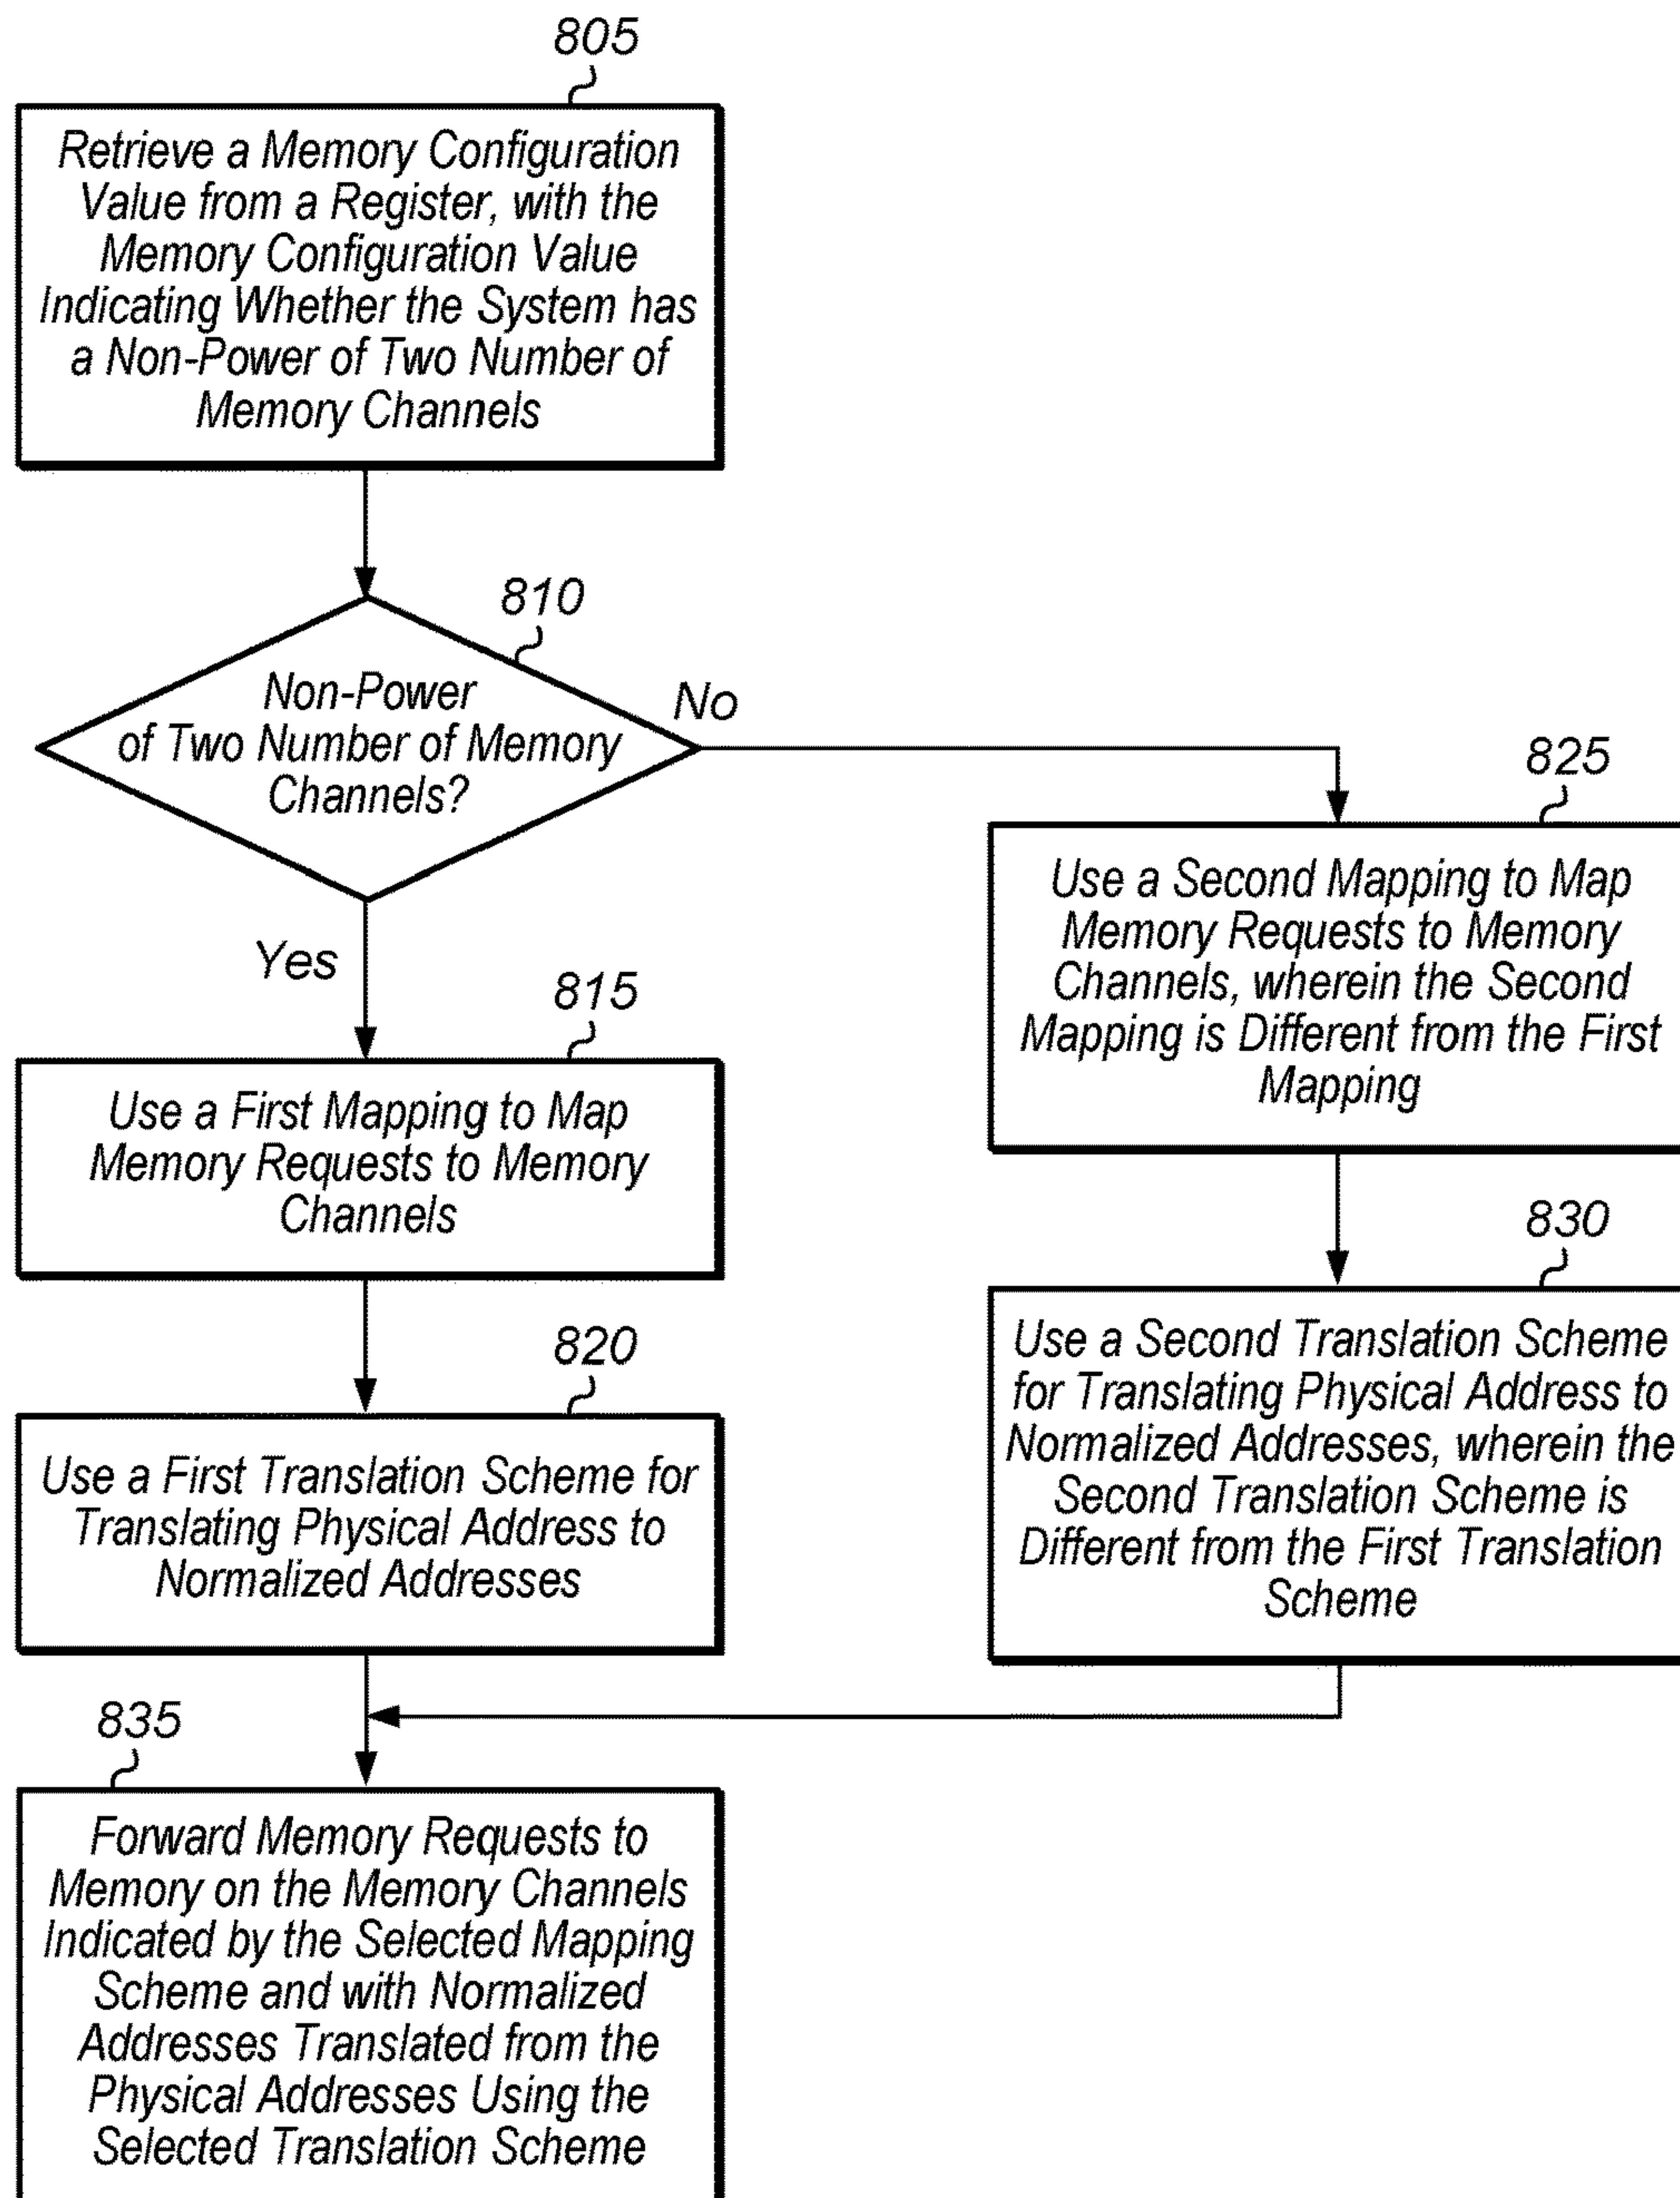 805
Retrieve a Memory Configuration
Value from a Register, with the
Memory Configuration Value
Indicating Whether the System has
a Non-Power of Two Number of
Memory Channels
810
Non-Power
of Two Number of Memory
Channels?
No
Yes
815
Use a First Mapping to Map
Memory Requests to Memory
Channels
820
Use a First Translation Scheme for
Translating Physical Address to
Normalized Addresses
825
Use a Second Mapping to Map
Memory Requests to Memory
Channels, wherein the Second
Mapping is Different from the First
Mapping
830
Use a Second Translation Scheme
for Translating Physical Address to
Normalized Addresses, wherein the
Second Translation Scheme is
Different from the First Translation
Scheme
835
Forward Memory Requests to
Memory on the Memory Channels
Indicated by the Selected Mapping
Scheme and with Normalized
Addresses Translated from the
Physical Addresses Using the
Selected Translation Scheme